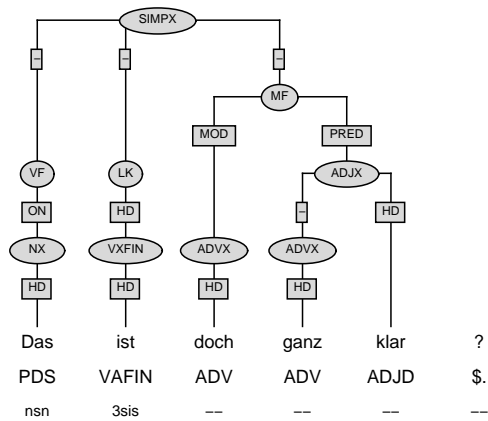 SIMPX
– – –
MF
MOD PRED
VF LK ADJX
ON HD – HD
NX VXFIN ADVX ADVX
HD HD HD HD
Das ist doch ganz klar ?
PDS VAFIN ADV ADV ADJD $.
nsn 3sis –– –– –– ––